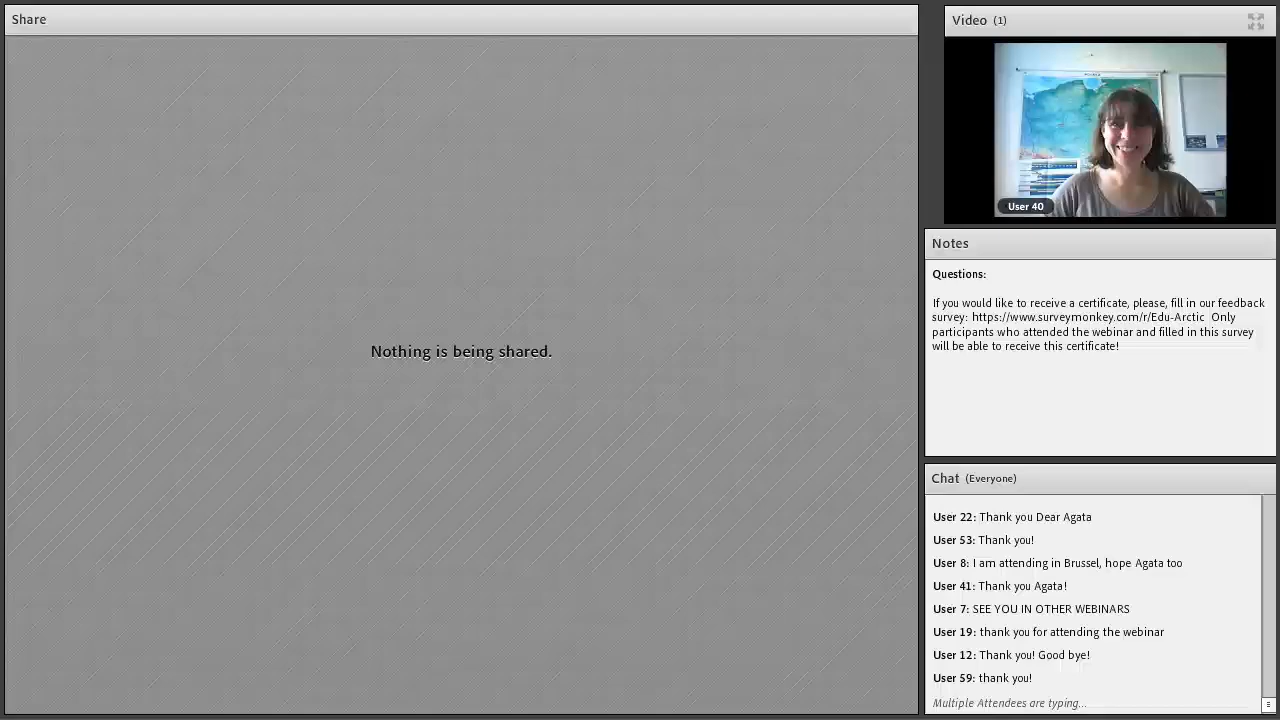 Share
Nothing is being shared.
Video (1)
User 40
Notes
Questions:
If you would like to receive a certificate, please, fill in our feedback
survey: https://www.surveymonkey.com/r/Edu-Arctic Only
participants who attended the webinar and filled in this survey
will be able to receive this certificate!
Chat (Everyone)
User 22: Thank you Dear Agata
User 53: Thank you!
User 8: I am attending in Brussel, hope Agata too
User 41: Thank you Agata!
User 7: SEE YOU IN OTHER WEBINARS
User 19: thank you for attending the webinar
User 12: Thank you! Good bye!
User 59: thank you!
Multiple Attendees are typing...